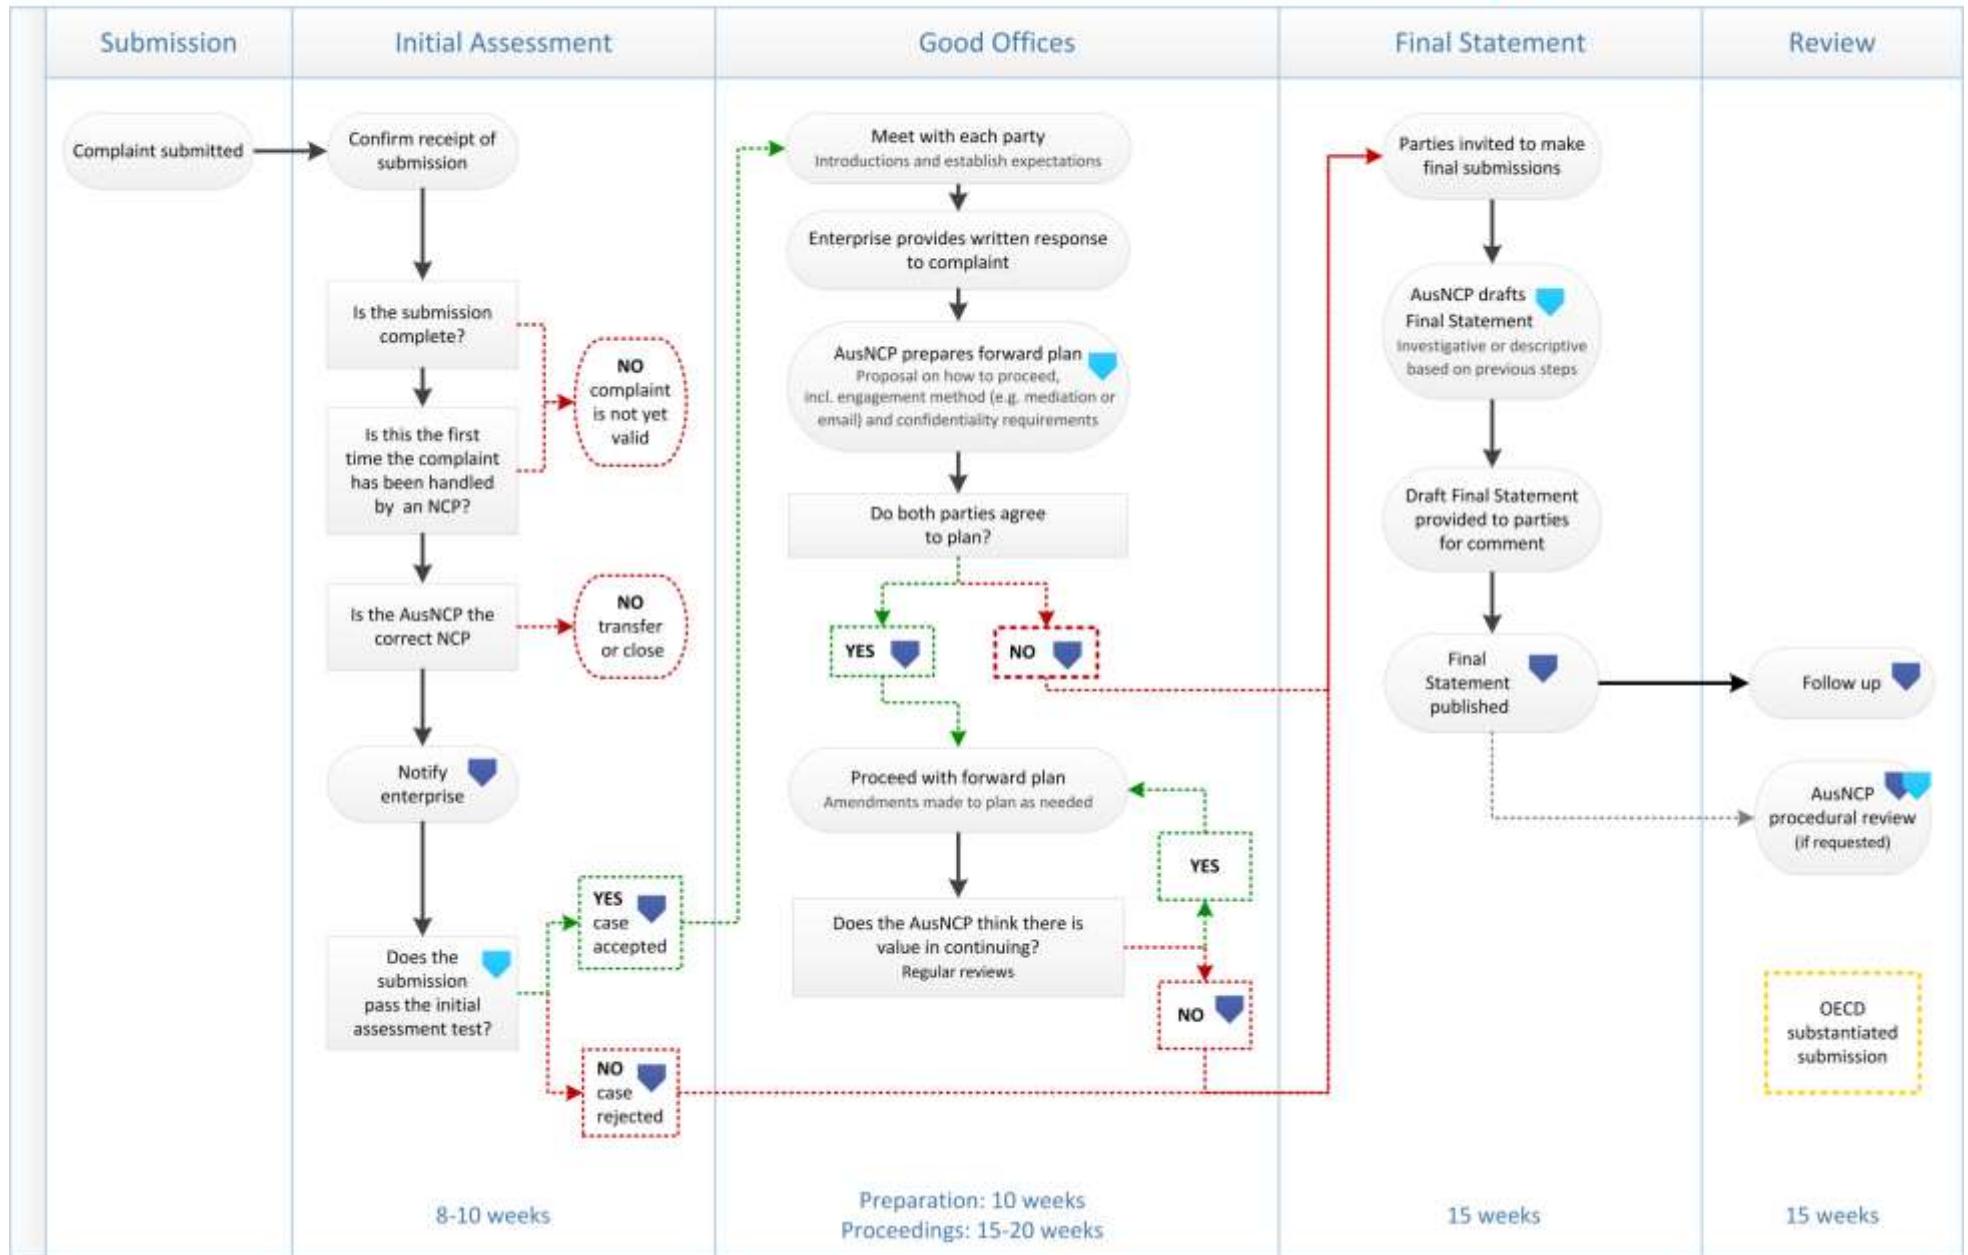 Submission
Initial Assessment
Good Offices
Final Statement
Review
Complaint submitted
Confirm receipt of
submission
Is the submission
complete?
NO
complaint
is not yet
valid
Is this the first
time the complaint
has been handled
by an NCP?
Is the AusNCP the
correct NCP
NO
transfer
or close
Notify
enterprise
Does the
submission
pass the initial
assessment test?
YES
case
accepted
NO
case
rejected
8-10 weeks
Meet with each party
Introductions and establish expectations
Enterprise provides written response
to complaint
AusNCP prepares forward plan
Proposal on how to proceed,
incl. engagement method (e.g. mediation or
email) and confidentiality requirements
Do both parties agree
to plan?
YES
NO
Proceed with forward plan
Amendments made to plan as needed
Does the AusNCP think there is
value in continuing?
Regular reviews
YES
NO
Preparation: 10 weeks
Proceedings: 15-20 weeks
Parties invited to make
final submissions
AusNCP drafts
Final Statement
Investigative or descriptive
based on previous steps
Draft Final Statement
provided to parties
for comment
Final
Statement
published
15 weeks
Follow up
AusNCP
procedural review
(if requested)
OECD
substantiated
submission
15 weeks